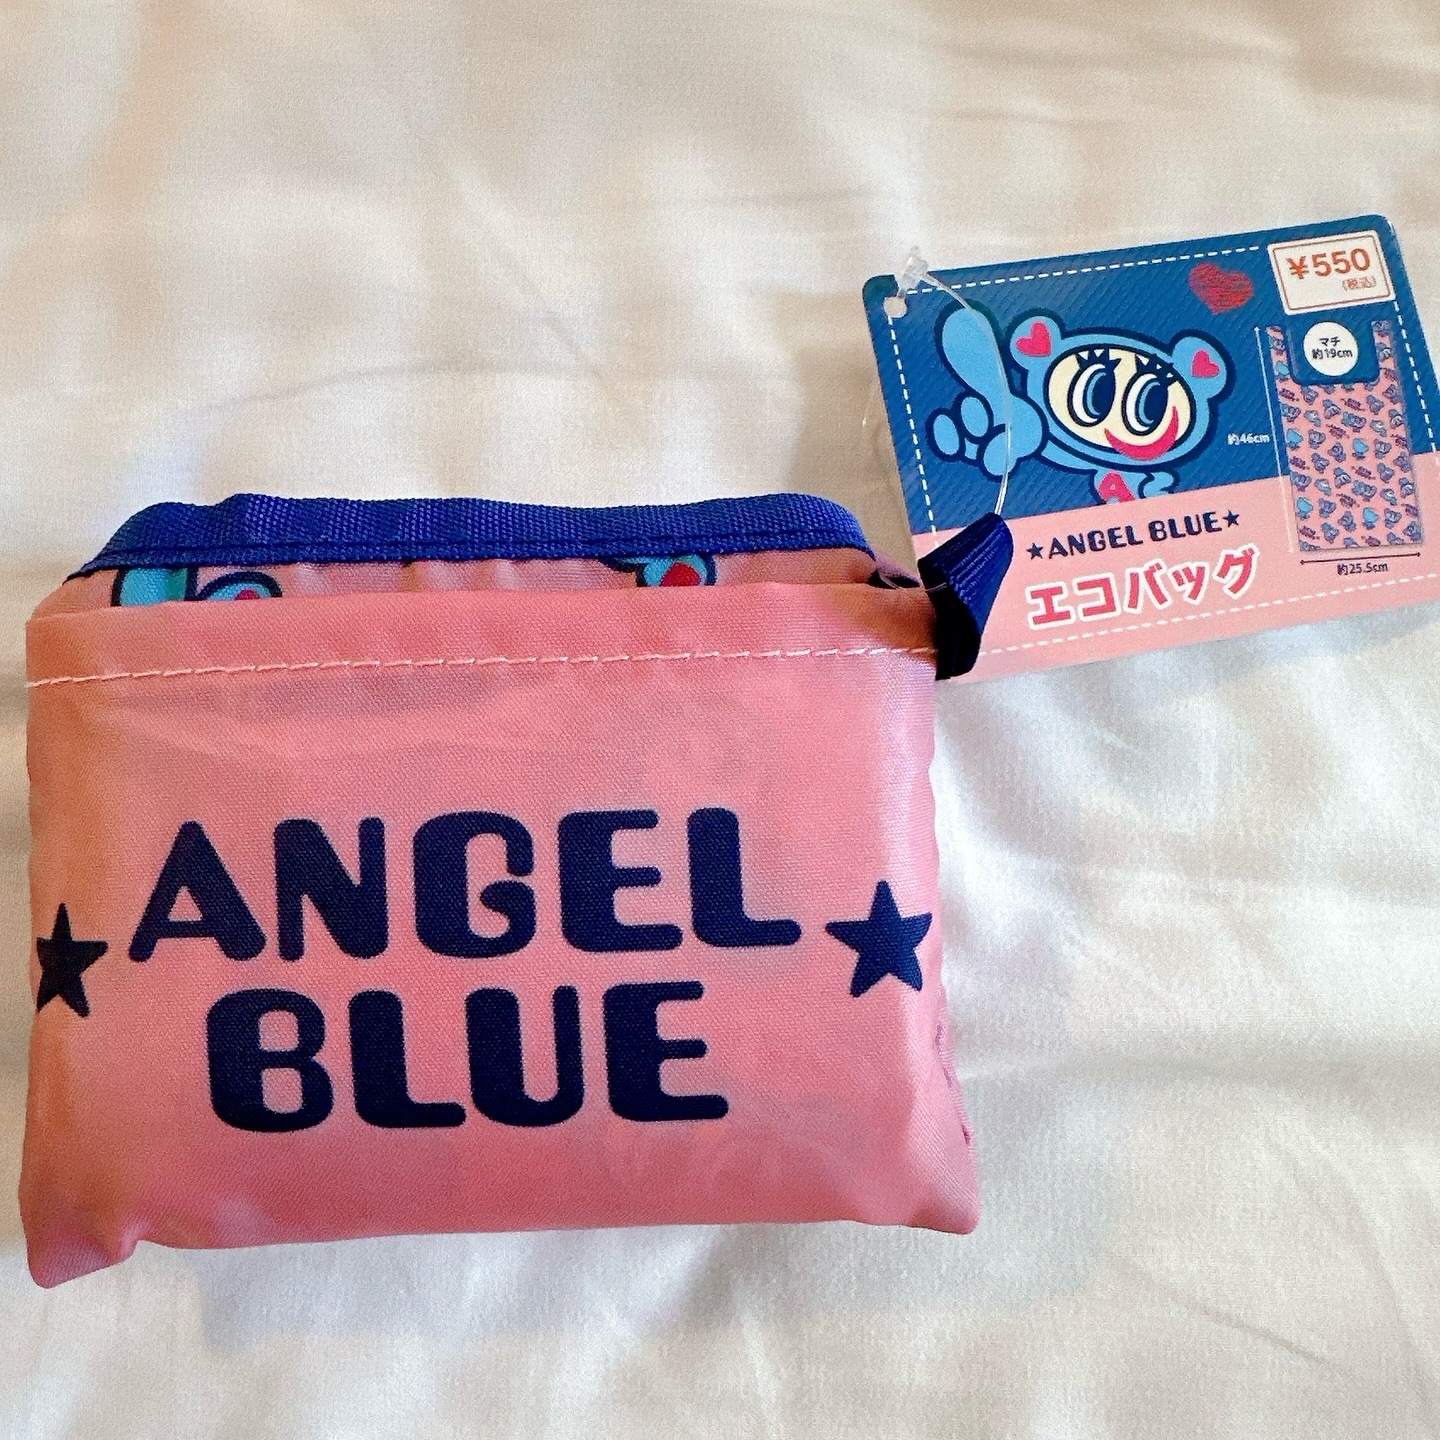 ¥550
(税込)
マチ
約19cm
約46cm
A
★ANGEL BLUE★
エコバッグ
約25.5cm
★ANGEL★
BLUE